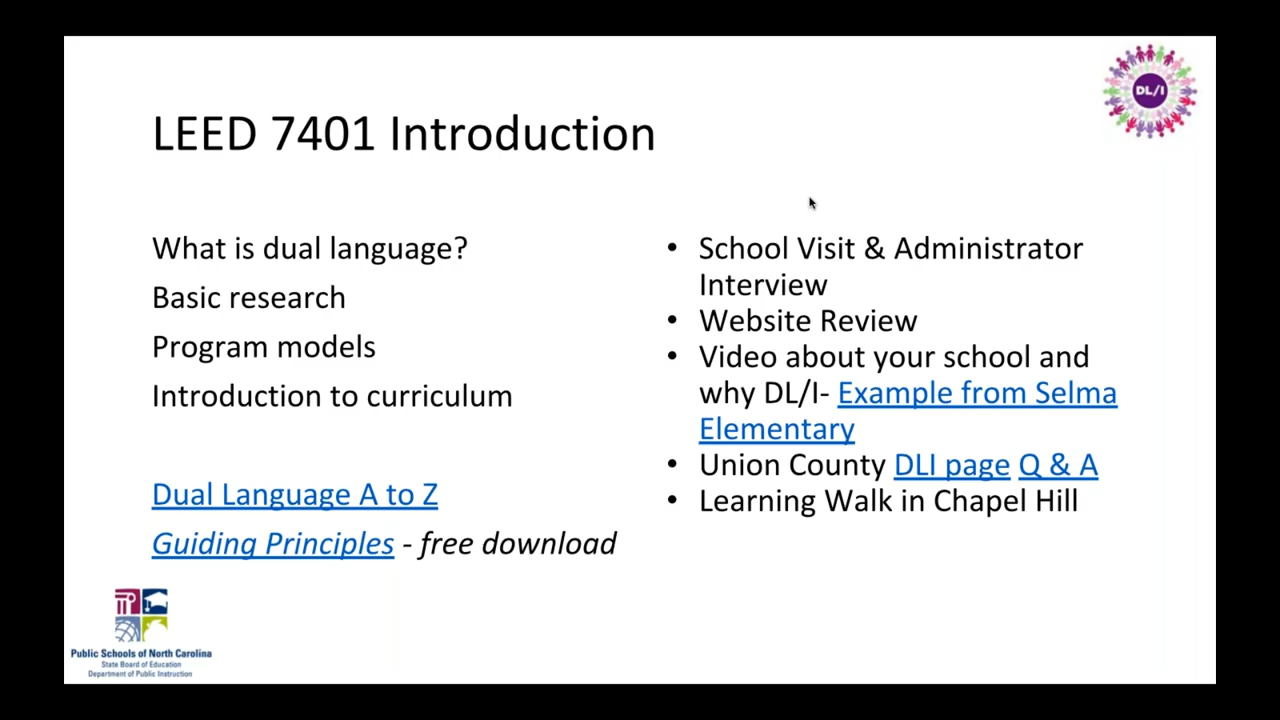 DL/I
LEED 7401 Introduction
What is dual language?
Basic research
Program models
Introduction to curriculum
Dual Language A to Z
Guiding Principles - free download
• School Visit & Administrator
Interview
• Website Review
• Video about your school and
why DL/I- Example from Selma
Elementary
• Union County DLI page Q & A
• Learning Walk in Chapel Hill
Public Schools of North Carolina
State Board of Education
Department of Public Instruction